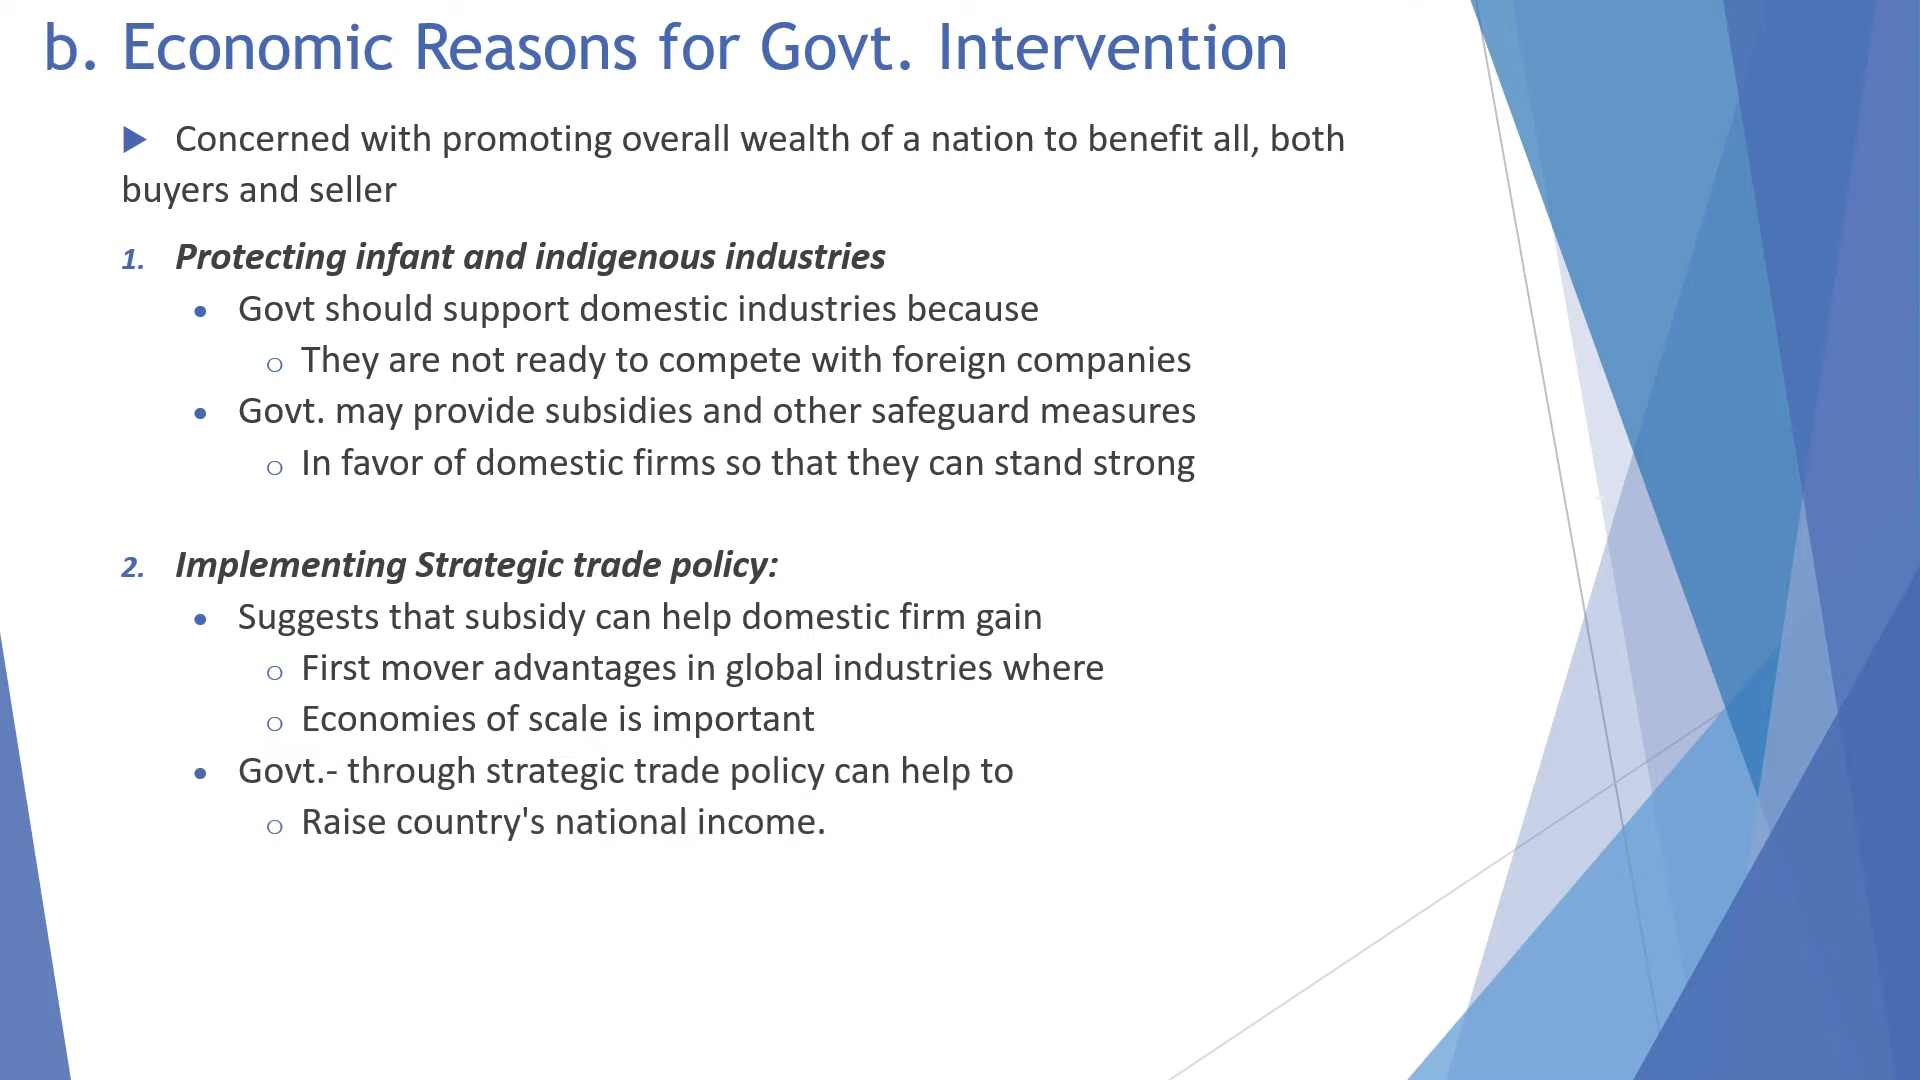 b. Economic Reasons for Govt. Intervention
Concerned with promoting overall wealth of a nation to benefit all, both
buyers and seller
1. Protecting infant and indigenous industries
• Govt should support domestic industries because
o They are not ready to compete with foreign companies
• Govt. may provide subsidies and other safeguard measures
o In favor of domestic firms so that they can stand strong
2. Implementing Strategic trade policy:
• Suggests that subsidy can help domestic firm gain
o First mover advantages in global industries where
o Economies of scale is important
• Govt.- through strategic trade policy can help to
o Raise country's national income.